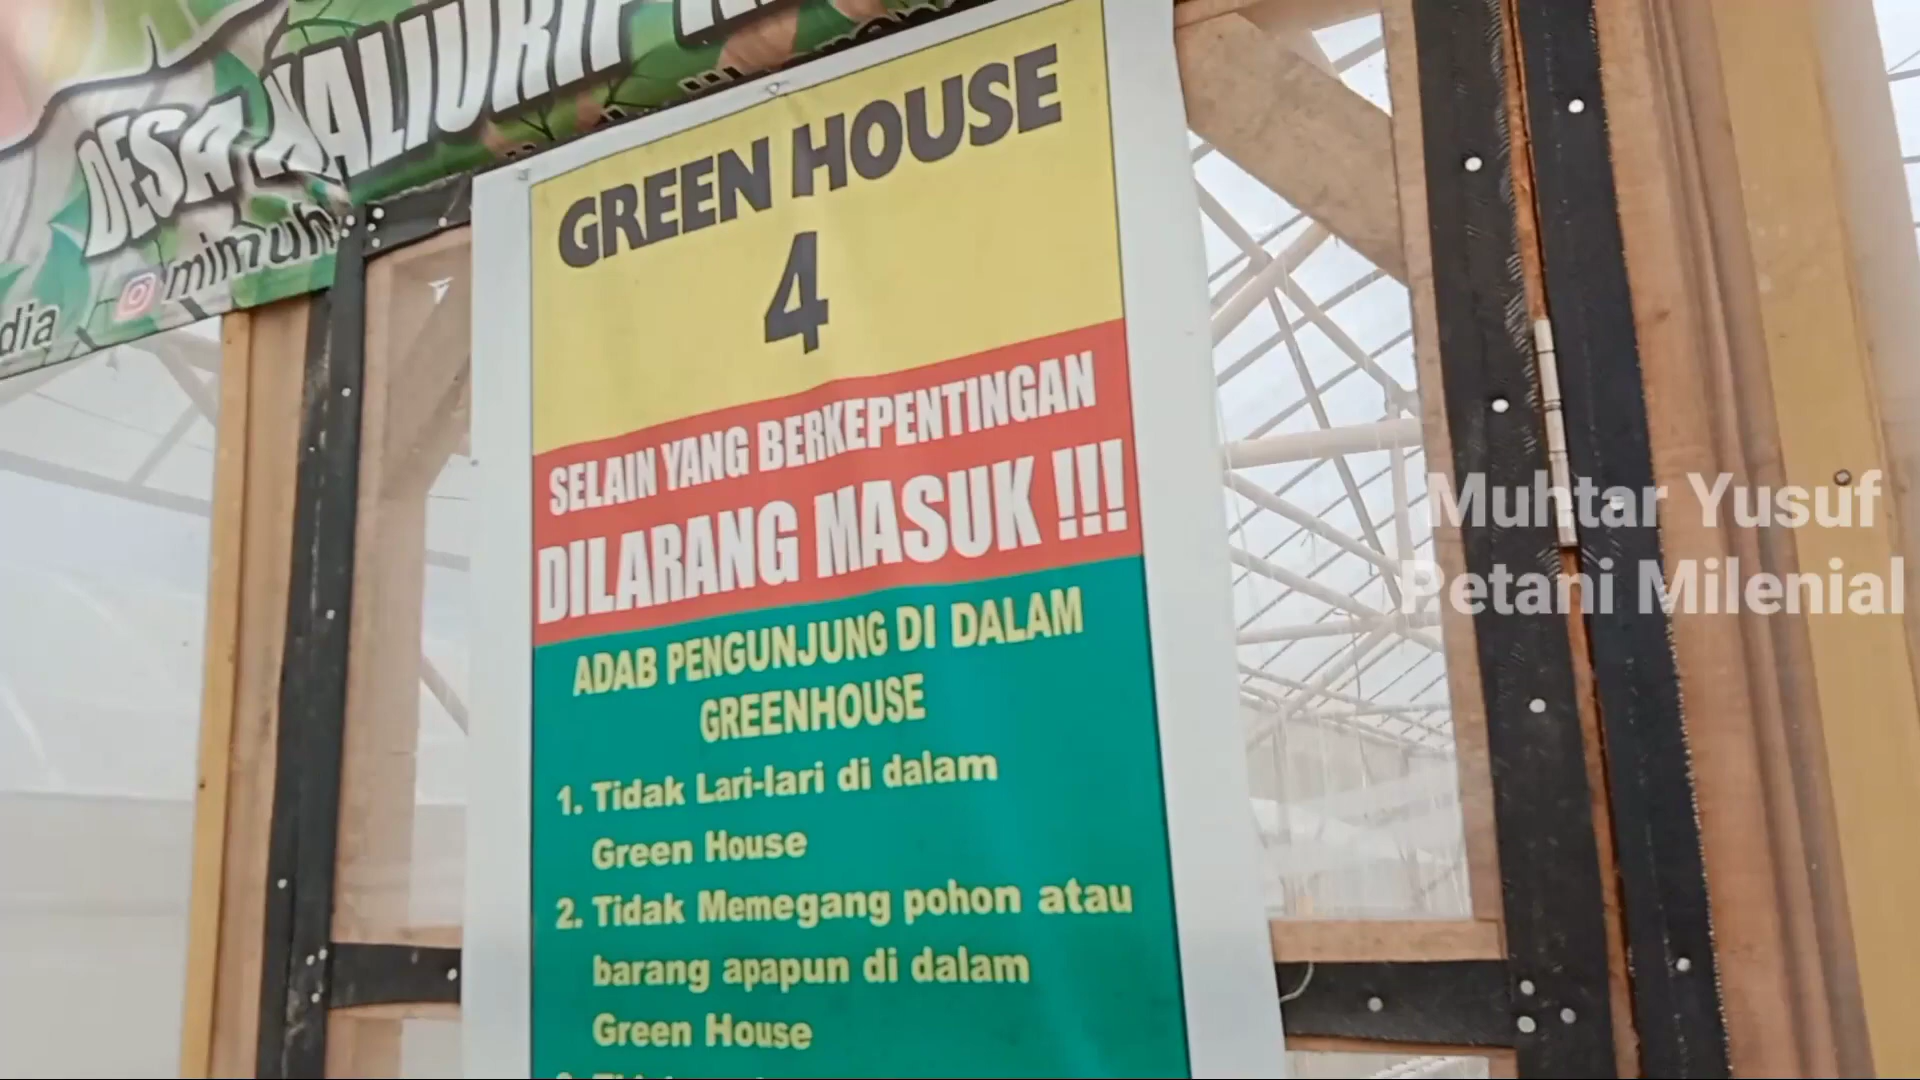 DESA KALIURIP
mimuh
dia
GREEN HOUSE
4
SELAIN YANG BERKEPENTINGAN
DILARANG MASUK !!!
ADAB PENGUNJUNG DI DALAM
GREENHOUSE
1. Tidak Lari-lari di dalam
Green House
2. Tidak Memegang pohon atau
barang apapun di dalam
Green House
Muhtar Yusuf
Petani Milenial